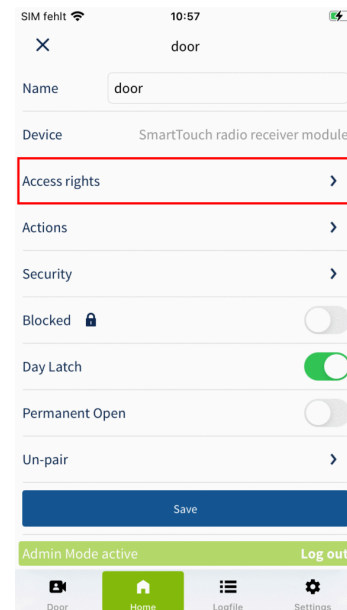 SIM fehlt 10:57
door
Name door
Device SmartTouch radio receiver module
Access rights
Actions
Security
Blocked
Day Latch
Permanent Open
Un-pair
Save
Admin Mode active Log out
Door Home Logfile Settings